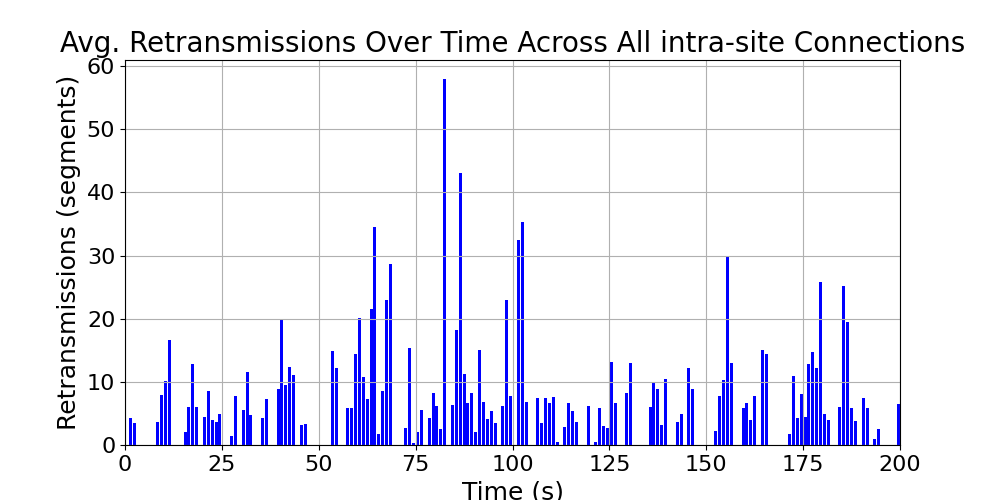 Avg. Retransmissions Over Time Across All intra-site Connections
Retransmissions (segments)
60
50
40
30
20
10
0
0 25 50 75 100 125 150 175 200
Time (s)